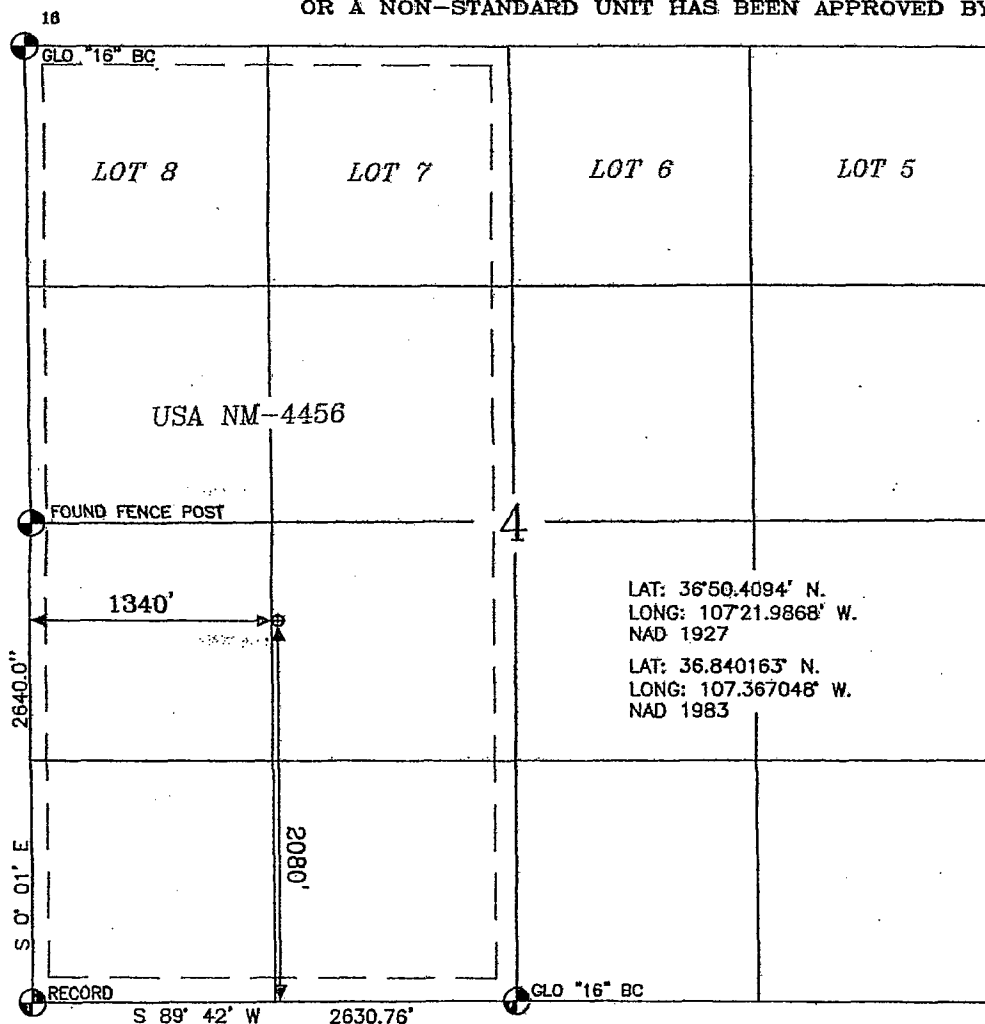 OR A NON-STANDARD UNIT HAS BEEN APPROVED BY
16
GLO "16" BC
LOT 8
LOT 7
LOT 6
LOT 5
USA NM-4456
FOUND FENCE POST
4
1340'
LAT: 36°50.4094' N.
LONG: 107°21.9868' W.
NAD 1927
LAT: 36.840163° N.
LONG: 107.367048° W.
NAD 1983
2640.0"
S 0° 01' E
2080'
RECORD
GLO "16" BC
S 89° 42' W 2630.76'